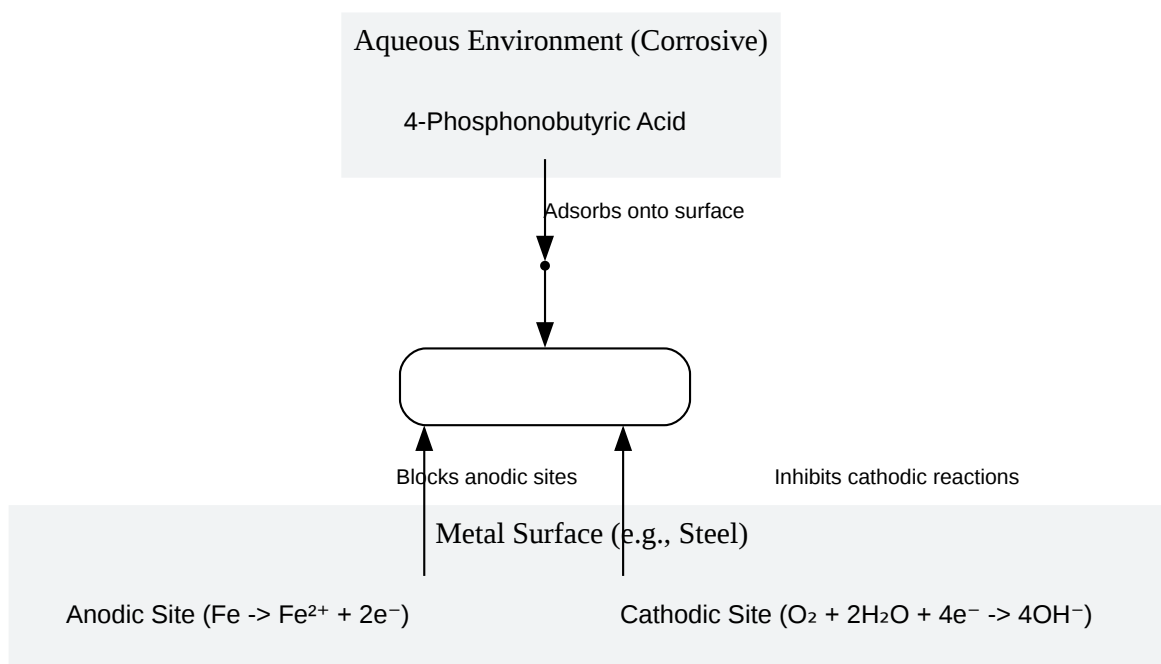 Aqueous Environment (Corrosive)
4-Phosphonobutyric Acid
Adsorbs onto surface
Blocks anodic sites
Inhibits cathodic reactions
Metal Surface (e.g., Steel)
Anodic Site (Fe -> Fe²⁺ + 2e⁻)
Cathodic Site (O₂ + 2H₂O + 4e⁻ -> 4OH⁻)